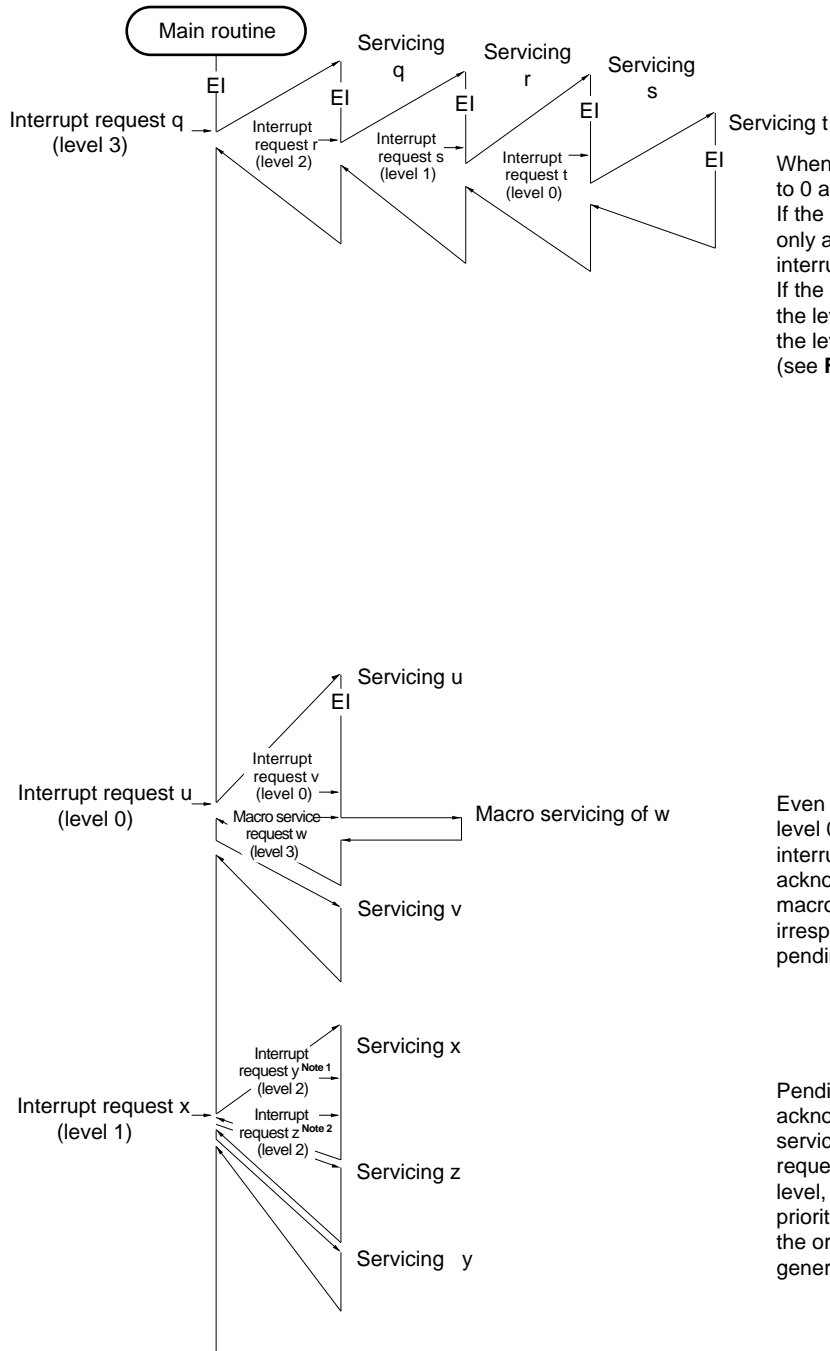 Main routine
EI
Interrupt request q
(level 3)
Servicing
q
EI
Interrupt
request r
(level 2)
Servicing
r
EI
Interrupt
request s
(level 1)
Servicing
s
EI
Interrupt
request t
(level 0)
Servicing t
EI
When
to 0 a
If the
only a
interru
If the
the lev
the lev
(see F
Interrupt request u
(level 0)
Servicing u
EI
Interrupt
request v
(level 0)
Macro service
request w
(level 3)
Macro servicing of w
Servicing v
Even
level 0
interru
ackno
macro
irresp
pendin
Interrupt request x
(level 1)
Interrupt
request y Note 1
(level 2)
Interrupt
request z Note 2
(level 2)
Servicing x
Servicing z
Servicing y
Pendi
ackno
servic
reque
level,
priorit
the or
gener